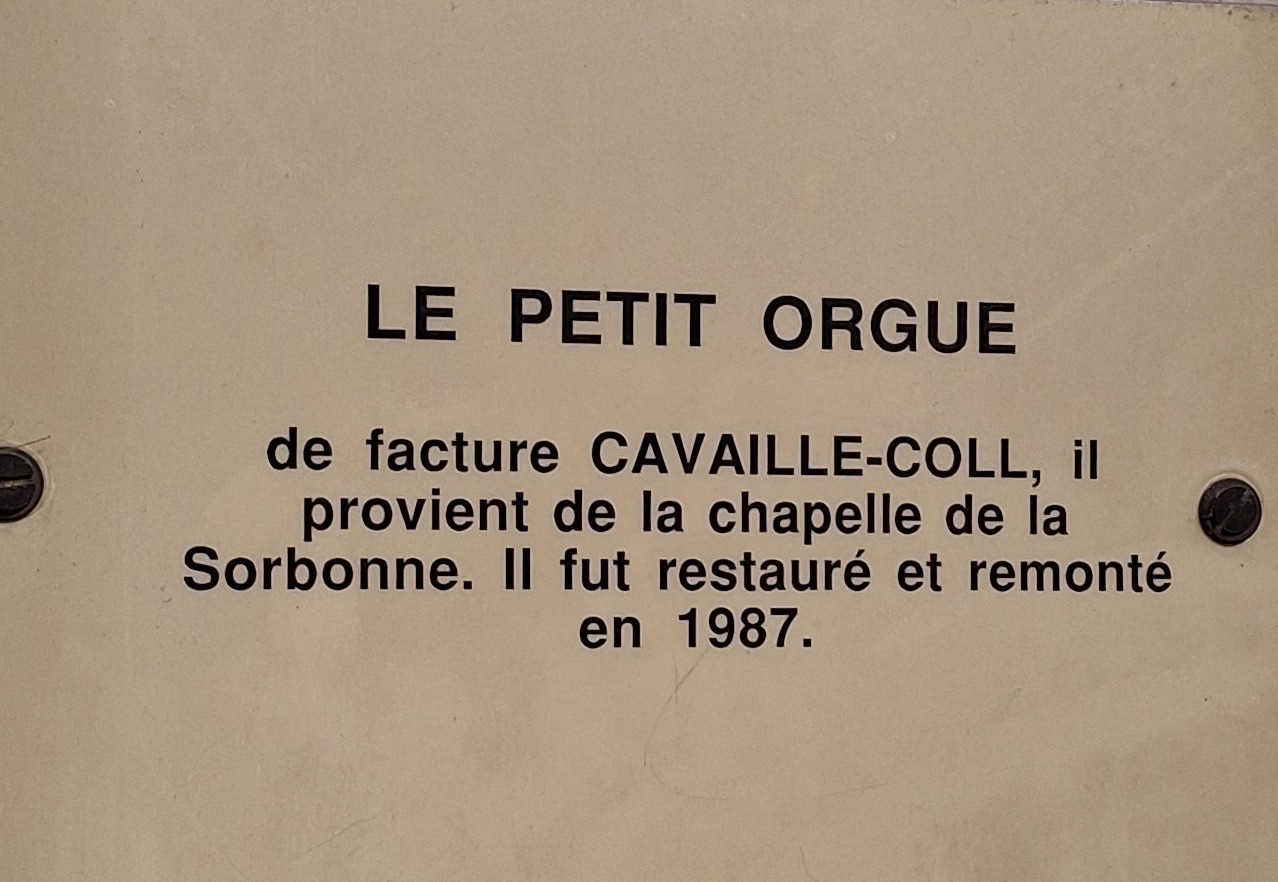 LE PETIT ORGUE
de facture CAVAILLE-COLL, il
provient de la chapelle de la
Sorbonne. Il fut restauré et remonté
en 1987.